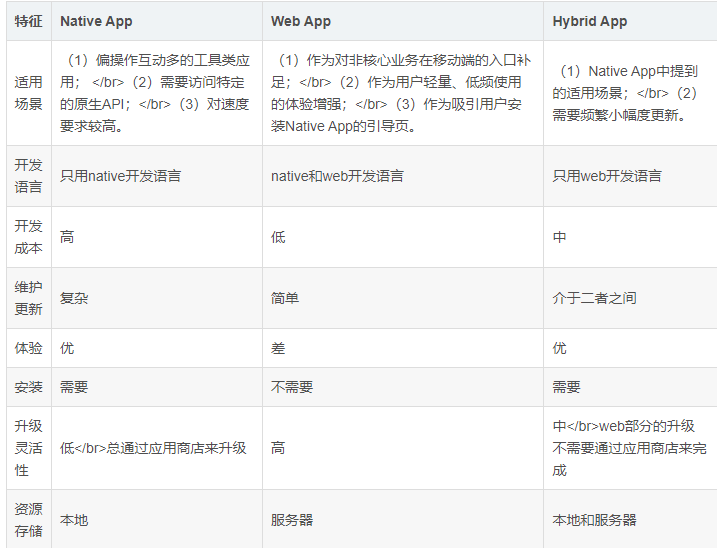 特征 Native App Web App Hybrid App
适用
场景
（1）偏操作互动多的工具类应
用； </br>（2）需要访问特定
的原生API；</br>（3）对速度
要求较高。
（1）作为对非核心业务在移动端的入口补
足；</br>（2）作为用户轻量、低频使用
的体验增强；</br>（3）作为吸引用户安
装Native App的引导页。
（1）Native App中提到
的适用场景；</br>（2）
需要频繁小幅度更新。
开发
语言
只用native开发语言
native和web开发语言
只用web开发语言
开发
成本
高
低
中
维护
更新
复杂
简单
介于二者之间
体验 优 差 优
安装 需要 不需要 需要
升级
灵活
性
低</br>总通过应用商店来升级
高
中</br>web部分的升级
不需要通过应用商店来完
成
资源
存储
本地
服务器
本地和服务器